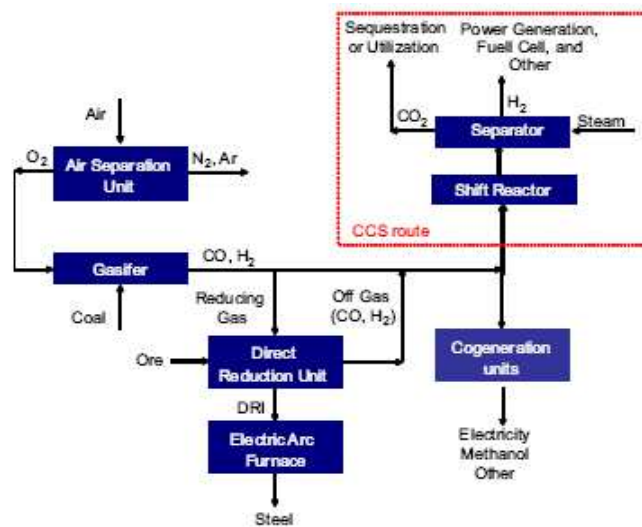 Sequestration
or Utilization
Power Generation,
Fuell Cell, and
Other
CO2
H2
Separator
Steam
Shift Reactor
CCS route
Air
O2
Air Separation
Unit
N2, Ar
Gasifer
CO, H2
Coal
Reducing
Gas
Off Gas
(CO, H2)
Ore
Direct
Reduction Unit
Cogeneration
units
DRI
Electric Arc
Furnace
Electricity
Methanol
Other
Steel